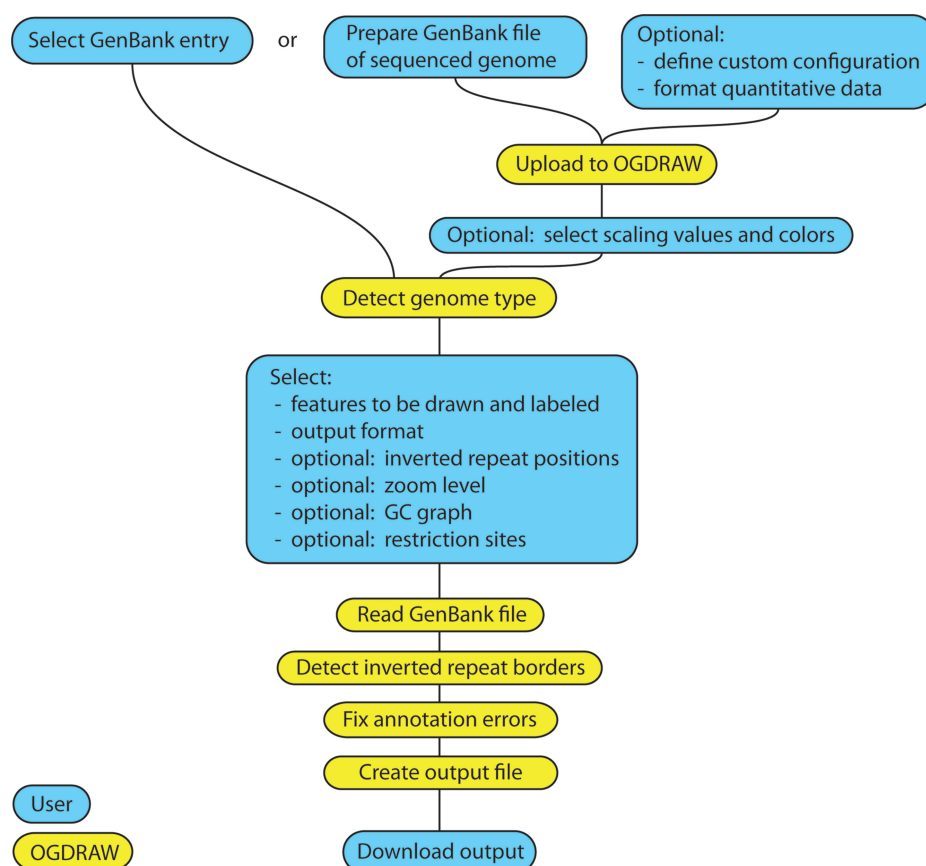 Select GenBank entry
or
Prepare GenBank file
of sequenced genome
Optional:
- define custom configuration
- format quantitative data
Upload to OGDRAW
Optional: select scaling values and colors
Detect genome type
Select:
- features to be drawn and labeled
- output format
- optional: inverted repeat positions
- optional: zoom level
- optional: GC graph
- optional: restriction sites
Read GenBank file
Detect inverted repeat borders
Fix annotation errors
Create output file
Download output
User
OGDRAW